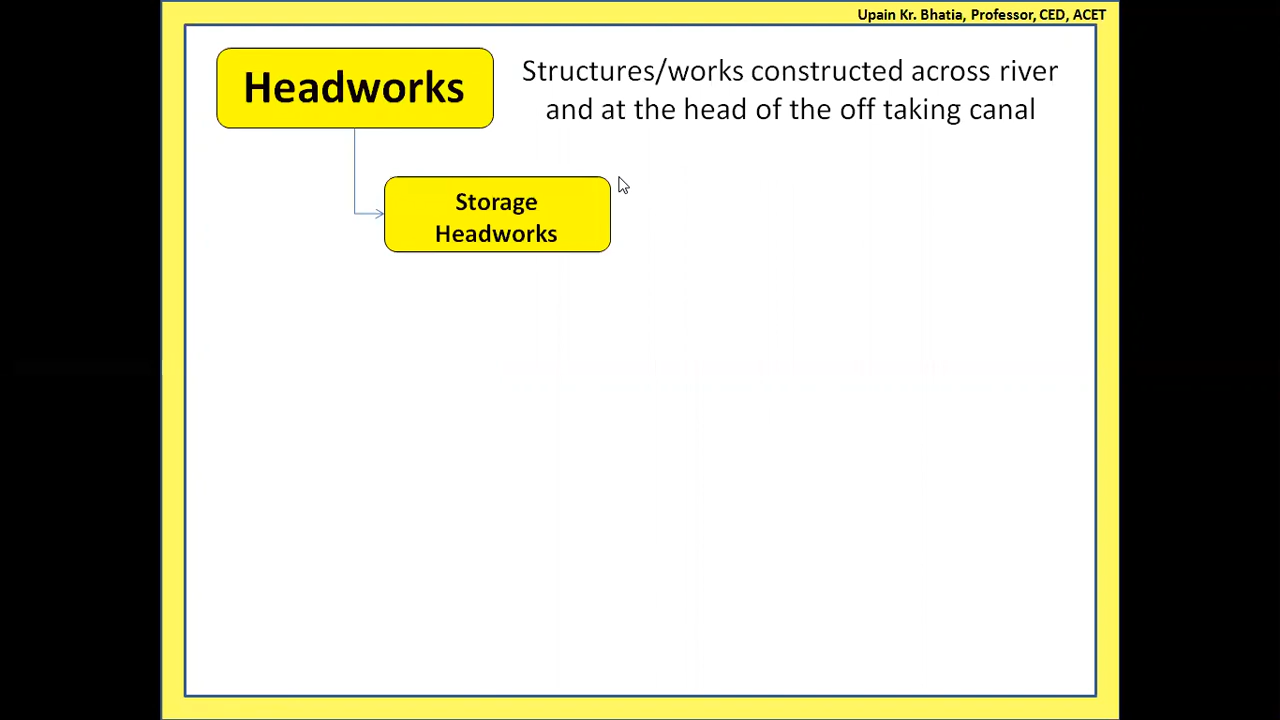 Upain Kr. Bhatia, Professor, CED, ACET
Headworks
Structures/works constructed across river
and at the head of the off taking canal
Storage
Headworks